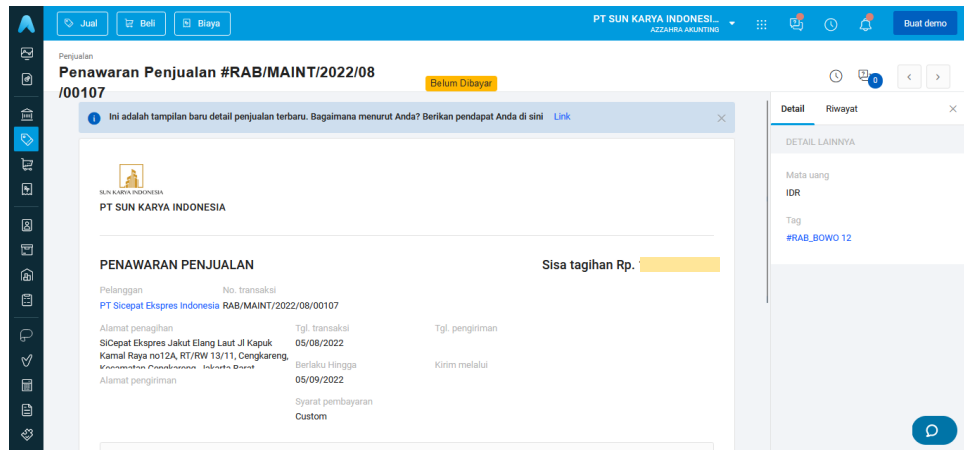 Jual
Beli
Biaya
PT SUN KARYA INDONESI...
AZZAHRA AKUNTING
Buat demo
Penjualan
Penawaran Penjualan #RAB/MAINT/2022/08
/00107
Belum Dibayar
0
Ini adalah tampilan baru detail penjualan terbaru. Bagaimana menurut Anda? Berikan pendapat Anda di sini Link
Detail
Riwayat
DETAIL LAINNYA
Mata uang
IDR
Tag
#RAB_BOWO 12
SUN KARYA INDONESIA
PT SUN KARYA INDONESIA
PENAWARAN PENJUALAN
Sisa tagihan Rp.
Pelanggan
No. transaksi
PT Sicepat Ekspres Indonesia
RAB/MAINT/2022/08/00107
Alamat penagihan
Tgl. transaksi
Tgl. pengiriman
SiCepat Ekspres Jakut Elang Laut Jl Kapuk
05/08/2022
Kamal Raya no12A, RT/RW 13/11, Cengkareng,
Kecamatan Cengkareng, Jakarta Barat
Berlaku Hingga
Kirim melalui
Alamat pengiriman
05/09/2022
Syarat pembayaran
Custom